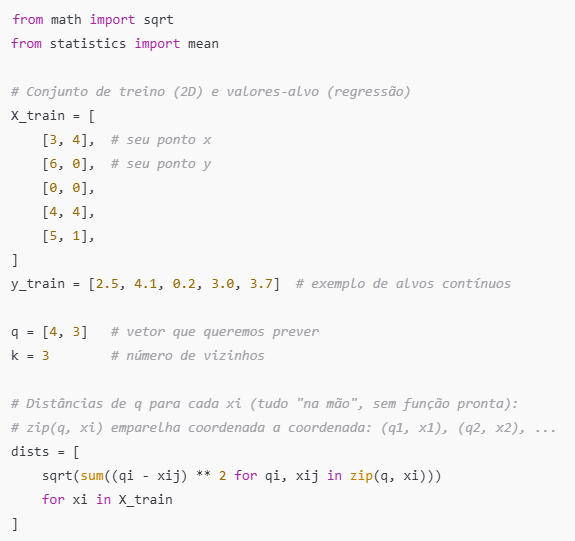 from math import sqrt
from statistics import mean

# Conjunto de treino (2D) e valores-alvo (regressão)
X_train = [
    [3, 4],  # seu ponto x
    [6, 0],  # seu ponto y
    [0, 0],
    [4, 4],
    [5, 1],
]
y_train = [2.5, 4.1, 0.2, 3.0, 3.7]  # exemplo de alvos contínuos

q = [4, 3]   # vetor que queremos prever
k = 3        # número de vizinhos

# Distâncias de q para cada xi (tudo "na mão", sem função pronta):
# zip(q, xi) emparelha coordenada a coordenada: (q1, x1), (q2, x2), ...
dists = [
    sqrt(sum((qi - xij) ** 2 for qi, xij in zip(q, xi)))
    for xi in X_train
]